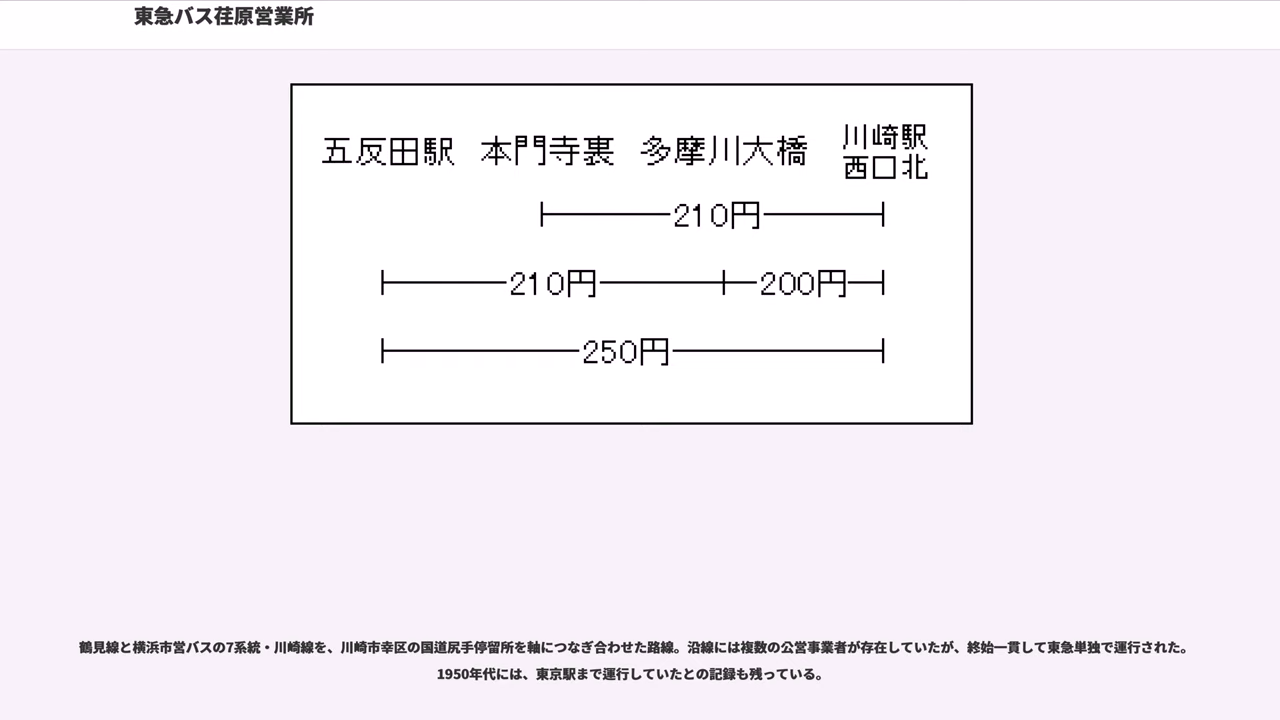 東急バス荏原営業所
五反田駅 本門寺裏 多摩川大橋 川崎駅西口北
210円
210円 200円
250円
鶴見線と横浜市営バスの7系統・川崎線を、川崎市幸区の国道尻手停留所を軸につなぎ合わせた路線。沿線には複数の公営事業者が存在していたが、終始一貫して東急単独で運行された。
1950年代には、東京駅まで運行していたとの記録も残っている。